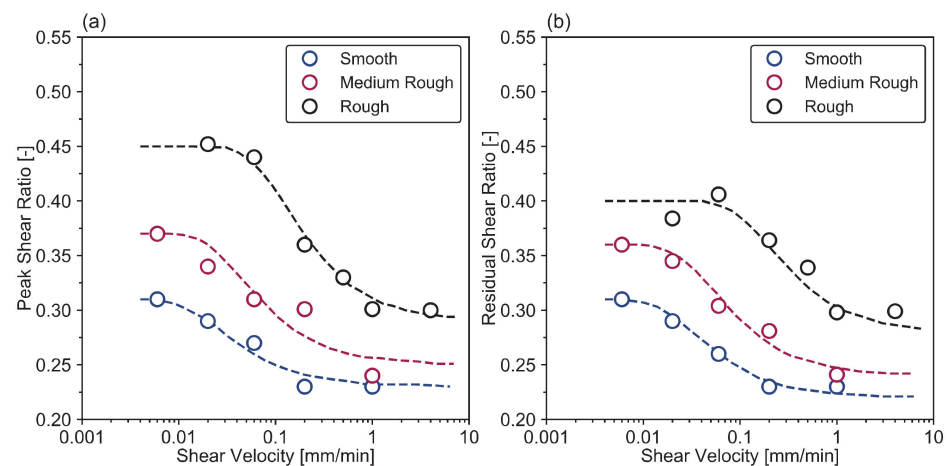 (a)
0.55
0.50
0.45
0.40
0.35
0.30
0.25
0.20
Peak Shear Ratio [-]
Smooth
Medium Rough
Rough
0.001
0.01
0.1
1
10
Shear Velocity [mm/min]
(b)
0.55
0.50
0.45
0.40
0.35
0.30
0.25
0.20
Residual Shear Ratio [-]
Smooth
Medium Rough
Rough
0.001
0.01
0.1
1
10
Shear Velocity [mm/min]